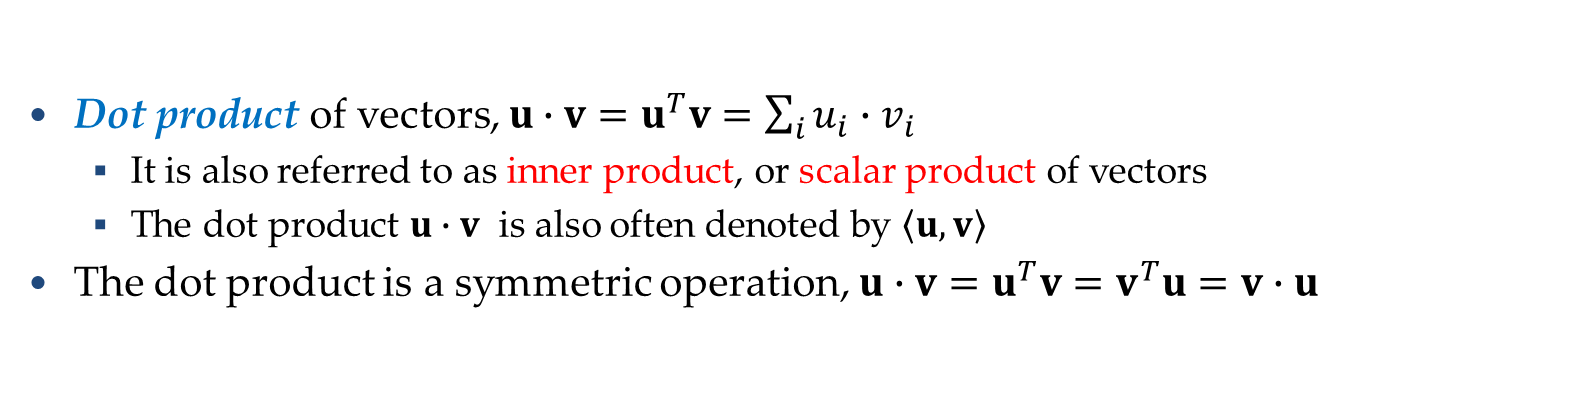 • Dot product of vectors, 𝐮 · 𝐯 = 𝐮ᵀ𝐯 = ∑ᵢ 𝑢ᵢ · 𝑣ᵢ
▪ It is also referred to as inner product, or scalar product of vectors
▪ The dot product 𝐮 · 𝐯 is also often denoted by ⟨𝐮, 𝐯⟩
• The dot product is a symmetric operation, 𝐮 · 𝐯 = 𝐮ᵀ𝐯 = 𝐯ᵀ𝐮 = 𝐯 · 𝐮